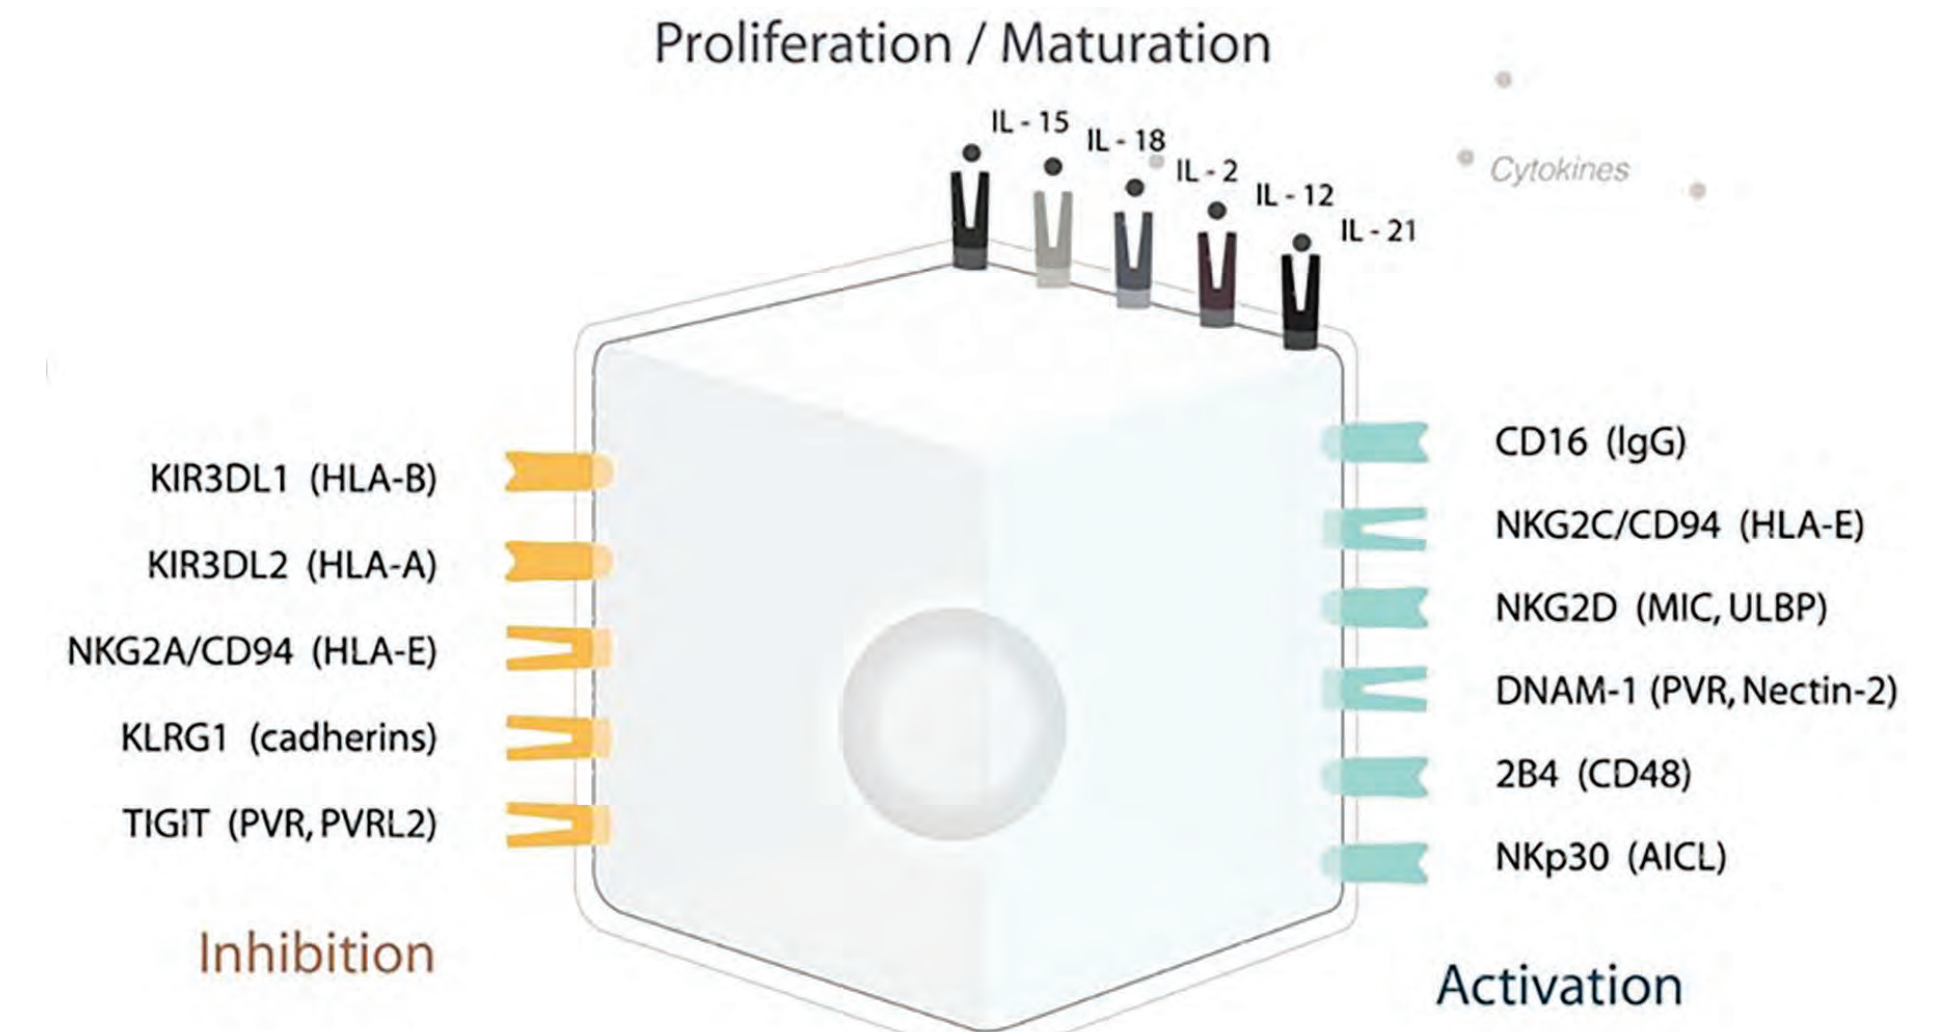 Proliferation / Maturation
IL - 15
IL - 18
IL - 2
IL - 12
IL - 21
Cytokines
KIR3DL1 (HLA-B)
KIR3DL2 (HLA-A)
NKG2A/CD94 (HLA-E)
KLRG1 (cadherins)
TIGIT (PVR, PVRL2)
Inhibition
CD16 (IgG)
NKG2C/CD94 (HLA-E)
NKG2D (MIC, ULBP)
DNAM-1 (PVR, Nectin-2)
2B4 (CD48)
NKp30 (AICL)
Activation